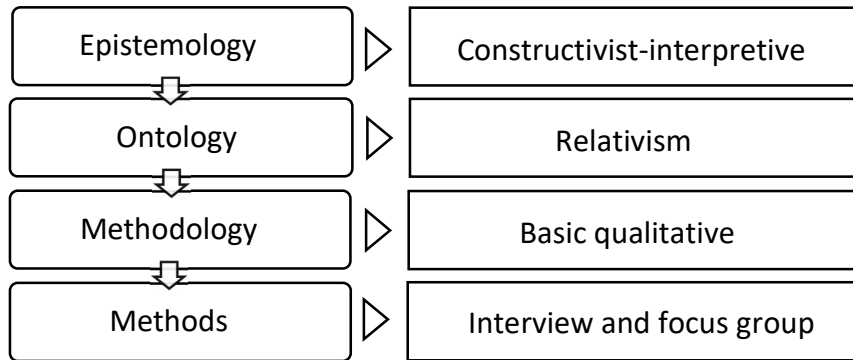 Epistemology
Constructivist-interpretive
Ontology
Relativism
Methodology
Basic qualitative
Methods
Interview and focus group